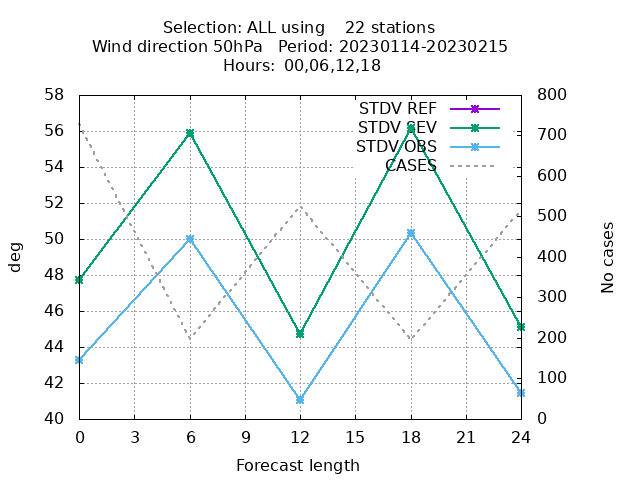 Selection: ALL using    22 stations
Wind direction 50hPa   Period: 20230114-20230215
Hours:  00,06,12,18
58 800
STDV REF
STDV SEV
STDV OBS
CASES
56 700
54 600
52 500
50 400
48 300
46 200
44 100
42 0
40
deg
No cases
0 3 6 9 12 15 18 21 24
Forecast length